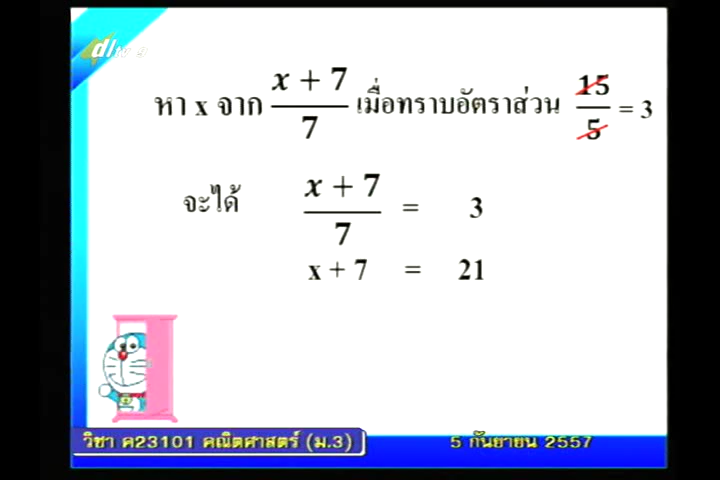 หา x จาก x + 7 / 7 เมื่อทราบอัตราส่วน 15 / 5 = 3
จะได้ x + 7 / 7 = 3
x + 7 = 21
วิชา ค23101 คณิตศาสตร์ (ม.3) 5 กันยายน 2557